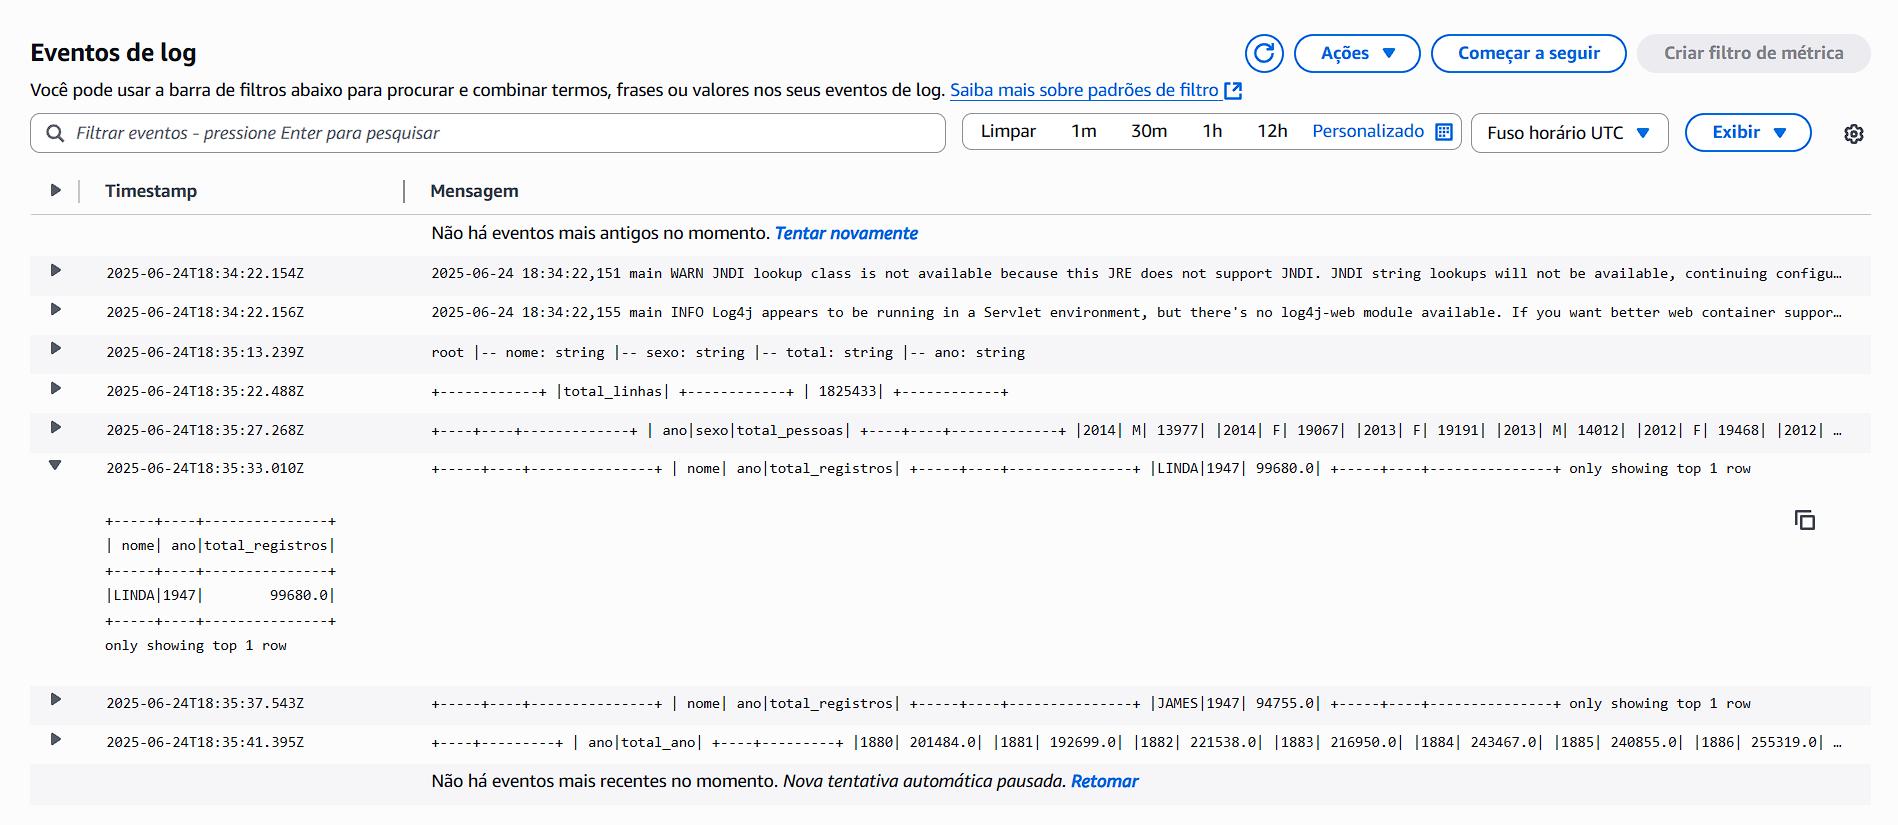 Eventos de log
Ações
Começar a seguir
Criar filtro de métrica
Você pode usar a barra de filtros abaixo para procurar e combinar termos, frases ou valores nos seus eventos de log. Saiba mais sobre padrões de filtro
Filtrar eventos - pressione Enter para pesquisar
Limpar 1m 30m 1h 12h Personalizado
Fuso horário UTC
Exibir
Timestamp Mensagem
Não há eventos mais antigos no momento. Tentar novamente
2025-06-24T18:34:22.154Z 2025-06-24 18:34:22,151 main WARN JNDI lookup class is not available because this JRE does not support JNDI. JNDI string lookups will not be available, continuing configu…
2025-06-24T18:34:22.156Z 2025-06-24 18:34:22,155 main INFO Log4j appears to be running in a Servlet environment, but there's no log4j-web module available. If you want better web container suppor…
2025-06-24T18:35:13.239Z root |-- nome: string |-- sexo: string |-- total: string |-- ano: string
2025-06-24T18:35:22.488Z +------------+ |total_linhas| +------------+ | 1825433| +------------+
2025-06-24T18:35:27.268Z +----+----+-------------+ | ano|sexo|total_pessoas| +----+----+-------------+ |2014| M| 13977| |2014| F| 19067| |2013| F| 19191| |2013| M| 14012| |2012| F| 19468| |2012| …
2025-06-24T18:35:33.010Z +-----+----+---------------+ | nome| ano|total_registros| +-----+----+---------------+ |LINDA|1947| 99680.0| +-----+----+---------------+ only showing top 1 row
+-----+----+---------------+
| nome| ano|total_registros|
+-----+----+---------------+
|LINDA|1947|        99680.0|
+-----+----+---------------+
only showing top 1 row
2025-06-24T18:35:37.543Z +-----+----+---------------+ | nome| ano|total_registros| +-----+----+---------------+ |JAMES|1947| 94755.0| +-----+----+---------------+ only showing top 1 row
2025-06-24T18:35:41.395Z +----+---------+ | ano|total_ano| +----+---------+ |1880| 201484.0| |1881| 192699.0| |1882| 221538.0| |1883| 216950.0| |1884| 243467.0| |1885| 240855.0| |1886| 255319.0| …
Não há eventos mais recentes no momento. Nova tentativa automática pausada. Retomar